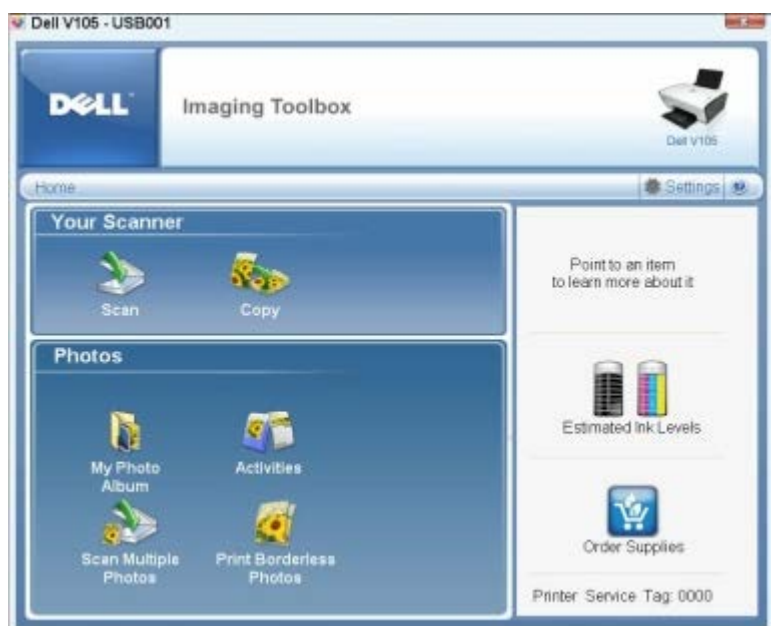 Dell V105 - USB001
DELL
Imaging Toolbox
Dell V105
Home
Settings
?
Your Scanner
Scan
Copy
Point to an item
to learn more about it
Photos
My Photo
Album
Activities
Scan Multiple
Photos
Print Borderless
Photos
Estimated Ink Levels
Order Supplies
Printer Service Tag: 0000